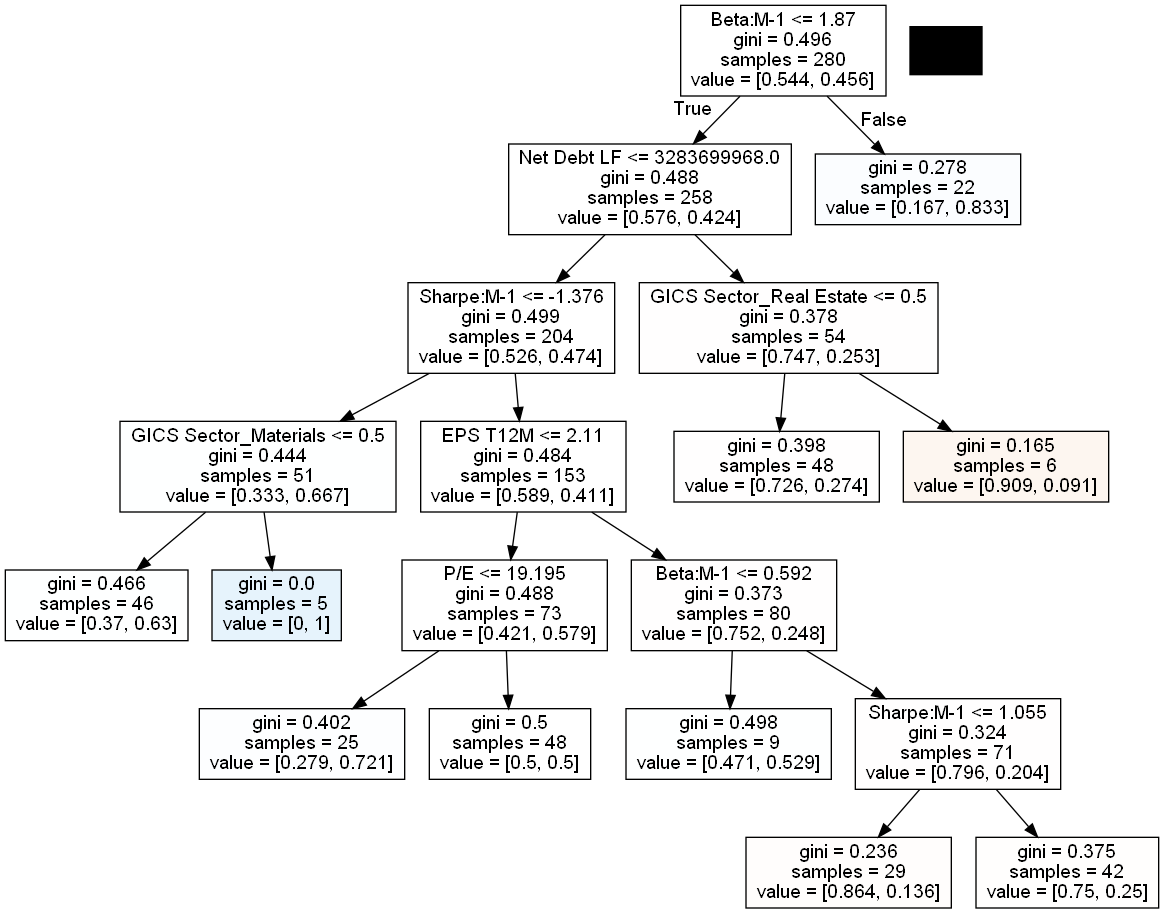 Beta:M-1 <= 1.87
gini = 0.496
samples = 280
value = [0.544, 0.456]
True
False
Net Debt LF <= 3283699968.0
gini = 0.488
samples = 258
value = [0.576, 0.424]
gini = 0.278
samples = 22
value = [0.167, 0.833]
Sharpe:M-1 <= -1.376
gini = 0.499
samples = 204
value = [0.526, 0.474]
GICS Sector_Real Estate <= 0.5
gini = 0.378
samples = 54
value = [0.747, 0.253]
GICS Sector_Materials <= 0.5
gini = 0.444
samples = 51
value = [0.333, 0.667]
EPS T12M <= 2.11
gini = 0.484
samples = 153
value = [0.589, 0.411]
gini = 0.398
samples = 48
value = [0.726, 0.274]
gini = 0.165
samples = 6
value = [0.909, 0.091]
gini = 0.466
samples = 46
value = [0.37, 0.63]
gini = 0.0
samples = 5
value = [0, 1]
P/E <= 19.195
gini = 0.488
samples = 73
value = [0.421, 0.579]
Beta:M-1 <= 0.592
gini = 0.373
samples = 80
value = [0.752, 0.248]
gini = 0.402
samples = 25
value = [0.279, 0.721]
gini = 0.5
samples = 48
value = [0.5, 0.5]
gini = 0.498
samples = 9
value = [0.471, 0.529]
Sharpe:M-1 <= 1.055
gini = 0.324
samples = 71
value = [0.796, 0.204]
gini = 0.236
samples = 29
value = [0.864, 0.136]
gini = 0.375
samples = 42
value = [0.75, 0.25]